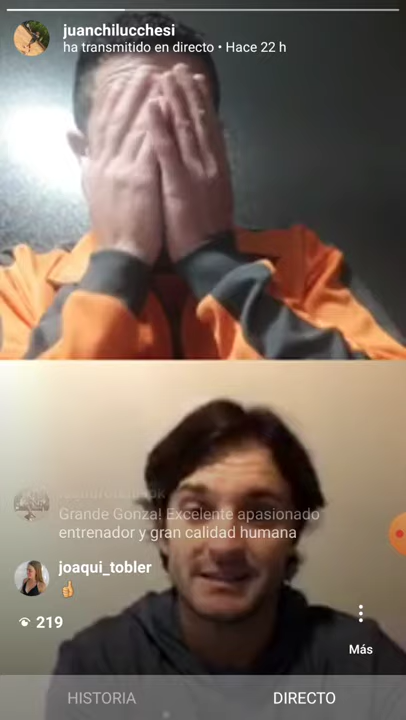 juanchilucchesi
ha transmitido en directo • Hace 22 h
Grande Gonza! Excelente apasionado
entrenador y gran calidad humana
joaqui_tobler
👍
219
Más
HISTORIA
DIRECTO